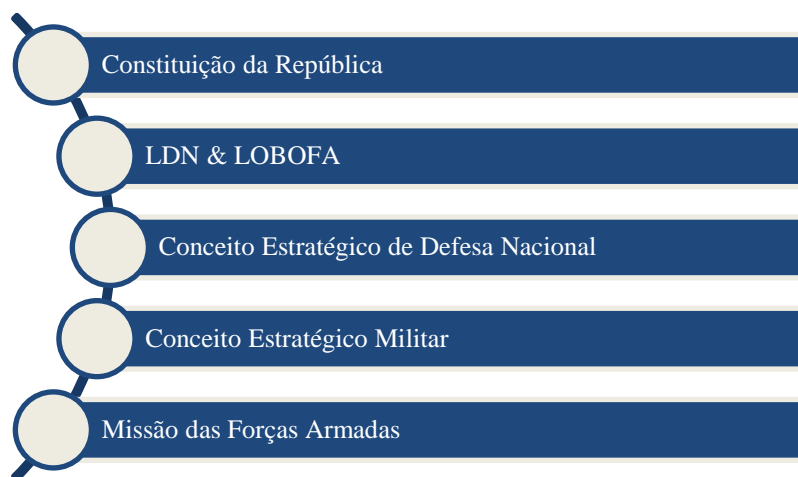 Constituição da República
LDN & LOBOFA
Conceito Estratégico de Defesa Nacional
Conceito Estratégico Militar
Missão das Forças Armadas